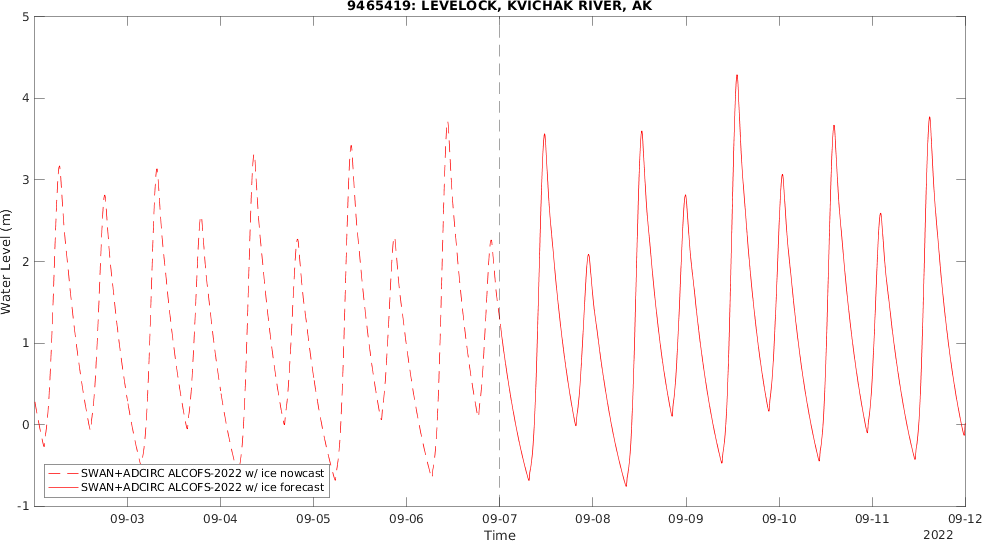 9465419: LEVELOCK, KVICHAK RIVER, AK
5
4
3
2
1
0
-1
Water Level (m)
SWAN+ADCIRC ALCOFS-2022 w/ ice nowcast
SWAN+ADCIRC ALCOFS-2022 w/ ice forecast
09-03 09-04 09-05 09-06 09-07 09-08 09-09 09-10 09-11 09-12
Time
2022